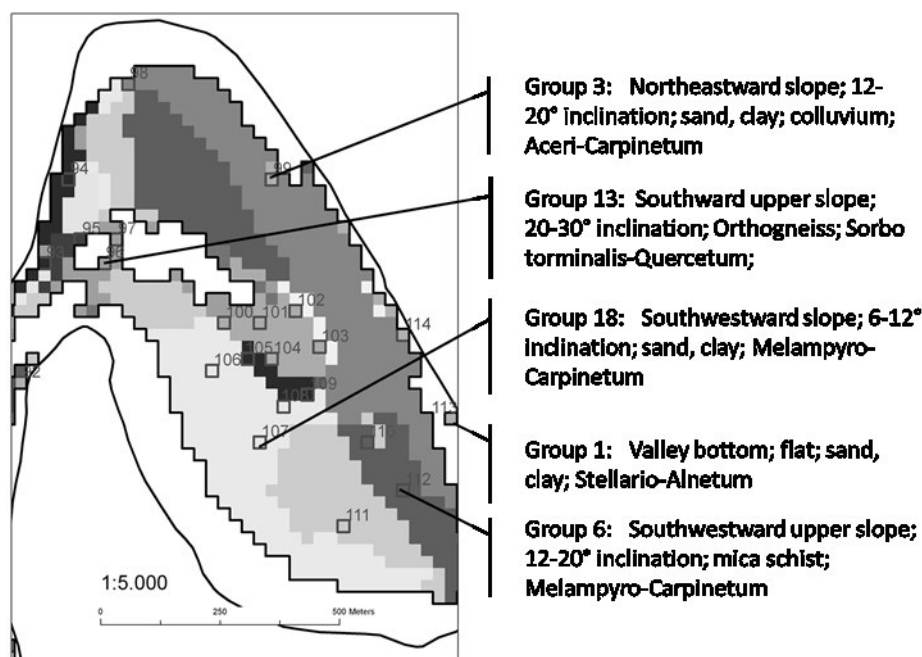 98
Group 3: Northeastward slope; 12-
20° inclination; sand, clay; colluvium;
Aceri-Carpinetum
94
99
Group 13: Southward upper slope;
20-30° inclination; Orthogneiss; Sorbo
torminalis-Quercetum;
95
97
93
96
Group 18: Southwestward slope; 6-12°
inclination; sand, clay; Melampyro-
Carpinetum
102
100
101
114
103
105
104
106
109
108
113
107
112
111
Group 1: Valley bottom; flat; sand,
clay; Stellario-Alnetum
Group 6: Southwestward upper slope;
12-20° inclination; mica schist;
Melampyro-Carpinetum
1:5.000
0 250 500 Meters